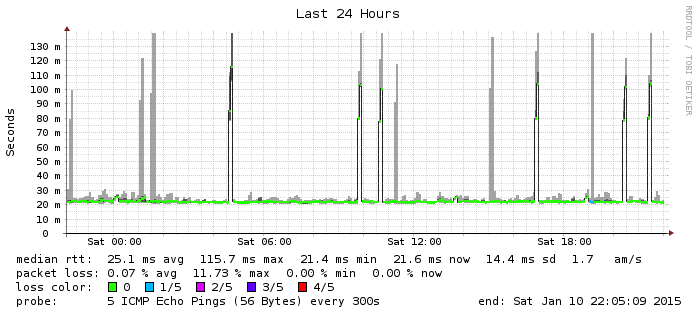 Last 24 Hours
RRDTOOL / TOBI OETIKER
Seconds
130 m
120 m
110 m
100 m
90 m
80 m
70 m
60 m
50 m
40 m
30 m
20 m
10 m
0
Sat 00:00 Sat 06:00 Sat 12:00 Sat 18:00
median rtt: 25.1 ms avg 115.7 ms max 21.4 ms min 21.6 ms now 14.4 ms sd 1.7 am/s
packet loss: 0.07 % avg 11.73 % max 0.00 % min 0.00 % now
loss color: 0 1/5 2/5 3/5 4/5
probe: 5 ICMP Echo Pings (56 Bytes) every 300s end: Sat Jan 10 22:05:09 2015